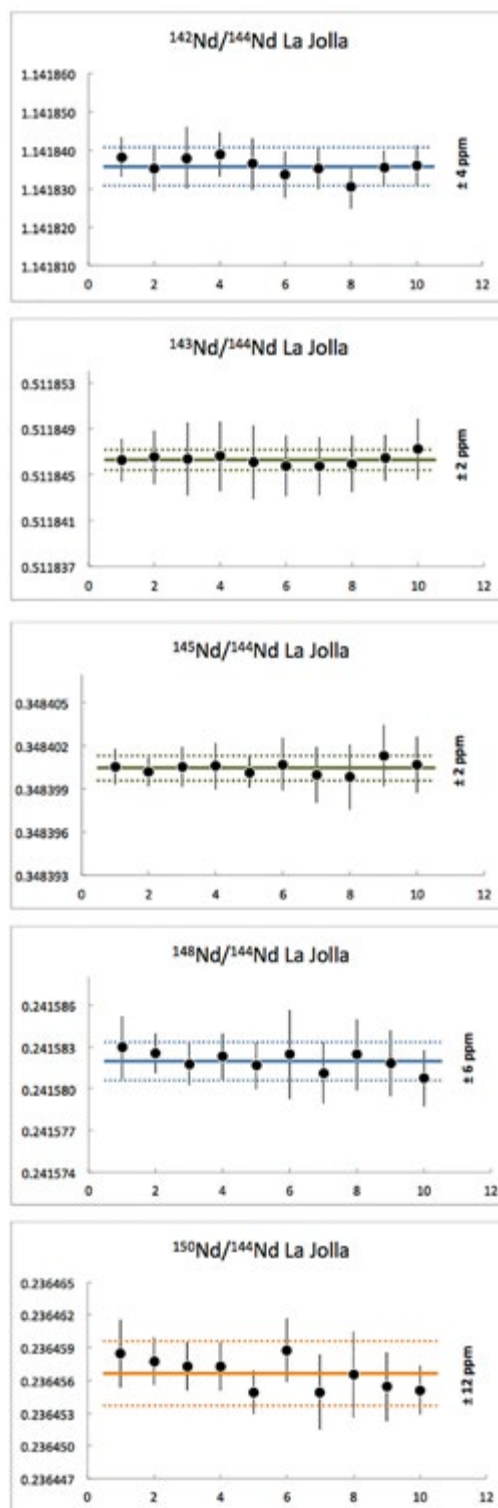 ¹⁴²Nd/¹⁴⁴Nd La Jolla
1.141860
1.141850
1.141840
1.141830
1.141820
1.141810
± 4 ppm
0 2 4 6 8 10 12
¹⁴³Nd/¹⁴⁴Nd La Jolla
0.511853
0.511849
0.511845
0.511841
0.511837
± 2 ppm
0 2 4 6 8 10 12
¹⁴⁵Nd/¹⁴⁴Nd La Jolla
0.348405
0.348402
0.348399
0.348396
0.348393
± 2 ppm
0 2 4 6 8 10 12
¹⁴⁸Nd/¹⁴⁴Nd La Jolla
0.241586
0.241583
0.241580
0.241577
0.241574
± 6 ppm
0 2 4 6 8 10 12
¹⁵⁰Nd/¹⁴⁴Nd La Jolla
0.236465
0.236462
0.236459
0.236456
0.236453
0.236450
0.236447
± 12 ppm
0 2 4 6 8 10 12